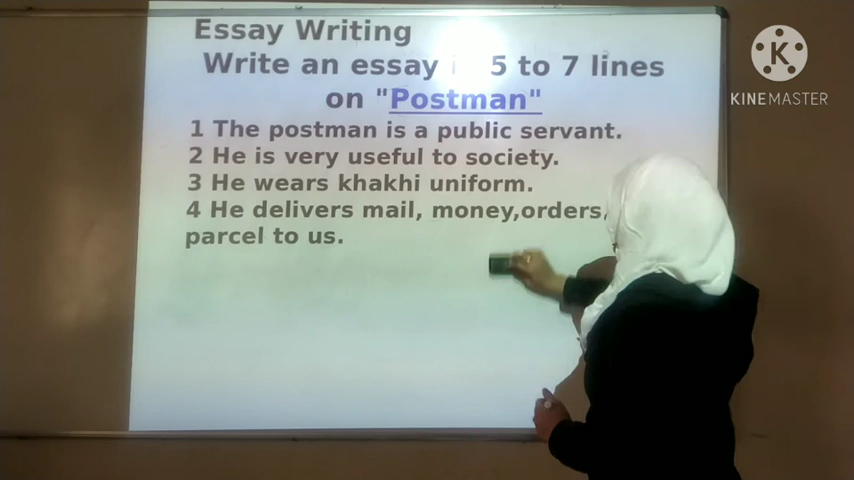 Essay Writing
Write an essay 5 to 7 lines
on "Postman"
1 The postman is a public servant.
2 He is very useful to society.
3 He wears khakhi uniform.
4 He delivers mail, money,orders,
parcel to us.
K
KINEMASTER